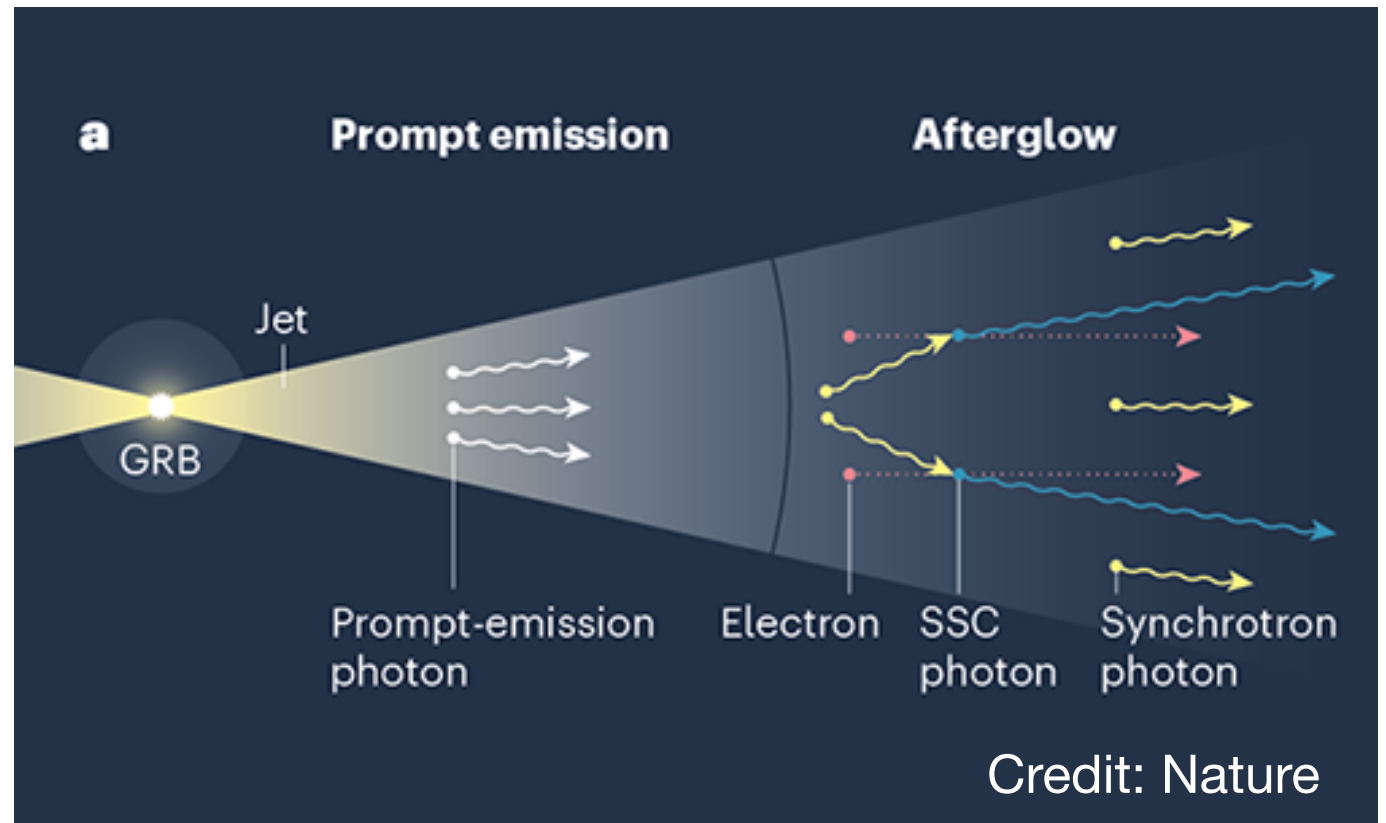 a
Prompt emission
Afterglow
Jet
GRB
Prompt-emission
photon
Electron
SSC
photon
Synchrotron
photon
Credit: Nature